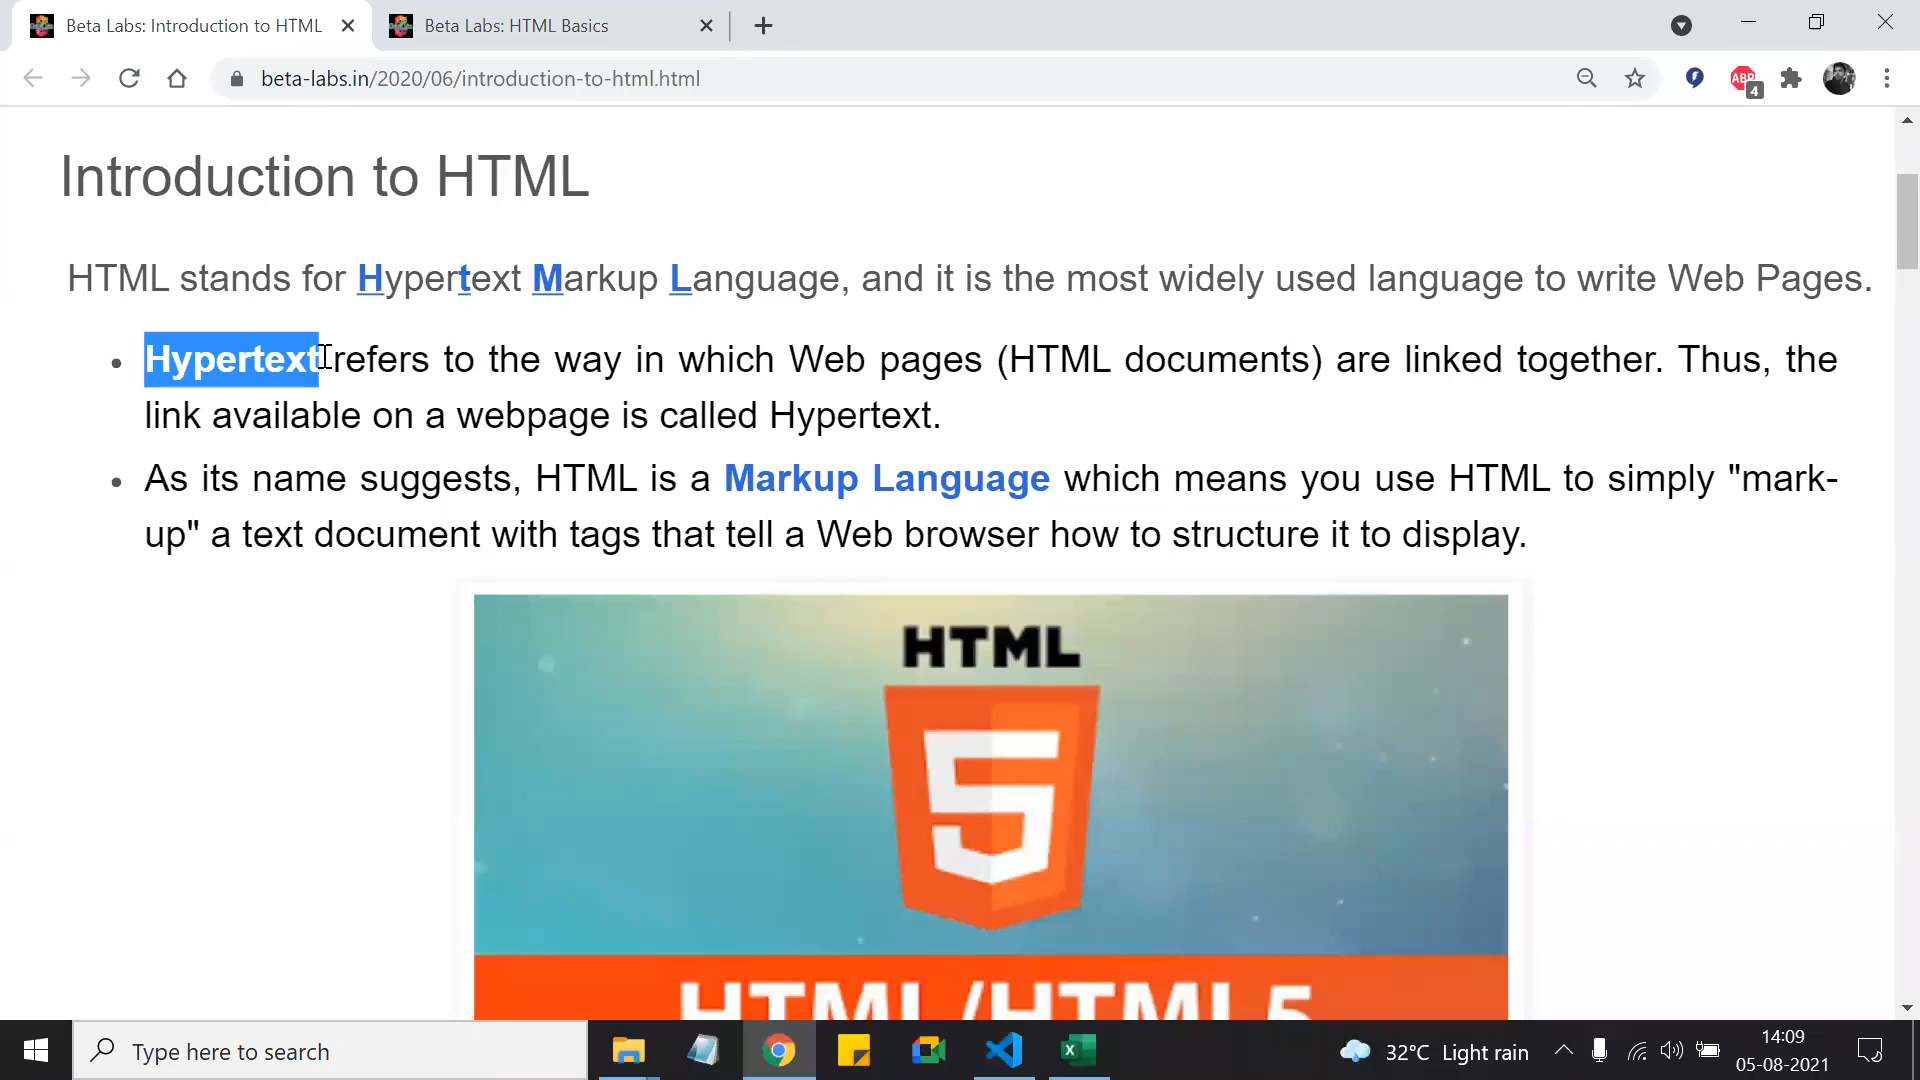 Beta Labs: Introduction to HTML
Beta Labs: HTML Basics
beta-labs.in/2020/06/introduction-to-html.html
ABP
4
Introduction to HTML
HTML stands for Hypertext Markup Language, and it is the most widely used language to write Web Pages.
Hypertext refers to the way in which Web pages (HTML documents) are linked together. Thus, the
link available on a webpage is called Hypertext.
As its name suggests, HTML is a Markup Language which means you use HTML to simply "mark-
up" a text document with tags that tell a Web browser how to structure it to display.
HTML
5
HTML/HTML5
Type here to search
32°C Light rain
14:09
05-08-2021